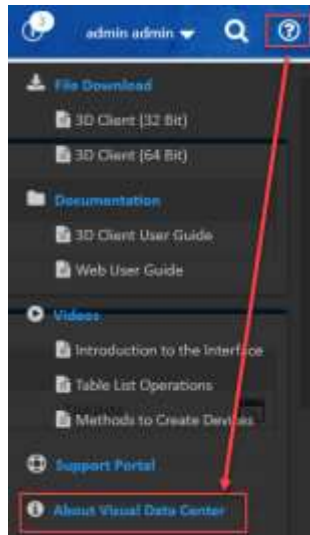 3
admin admin
File Download
3D Client (32 Bit)
3D Client (64 Bit)
Documentation
3D Client User Guide
Web User Guide
Videos
Introduction to the Interface
Table List Operations
Methods to Create Devices
Support Portal
About Visual Data Center